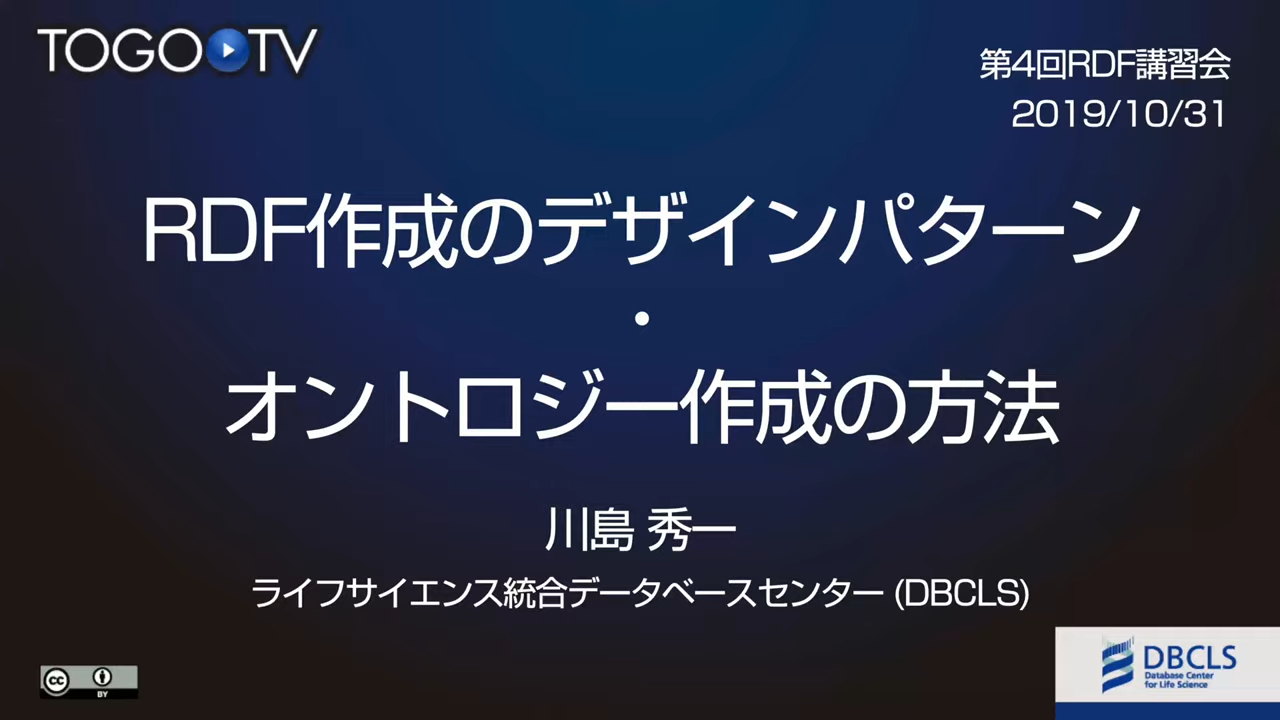 TOGO TV
第4回RDF講習会
2019/10/31
RDF作成のデザインパターン
・
オントロジー作成の方法
川島 秀一
ライフサイエンス統合データベースセンター (DBCLS)
cc
BY
DBCLS
Database Center
for Life Science